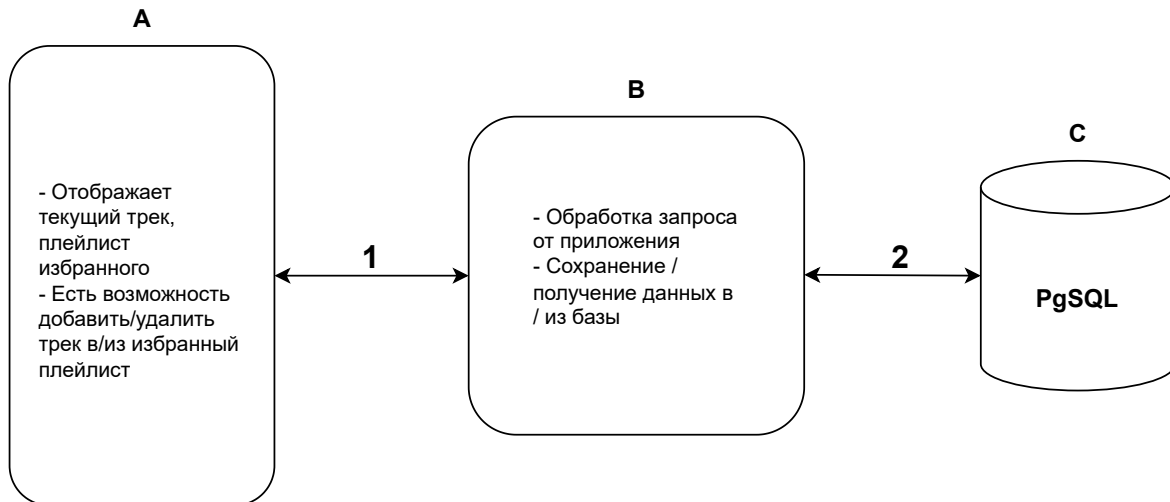 A
- Отображает
текущий трек,
плейлист
избранного
- Есть возможность
добавить/удалить
трек в/из избранный
плейлист
1
B
- Обработка запроса
от приложения
- Сохранение /
получение данных в
/ из базы
2
C
PgSQL